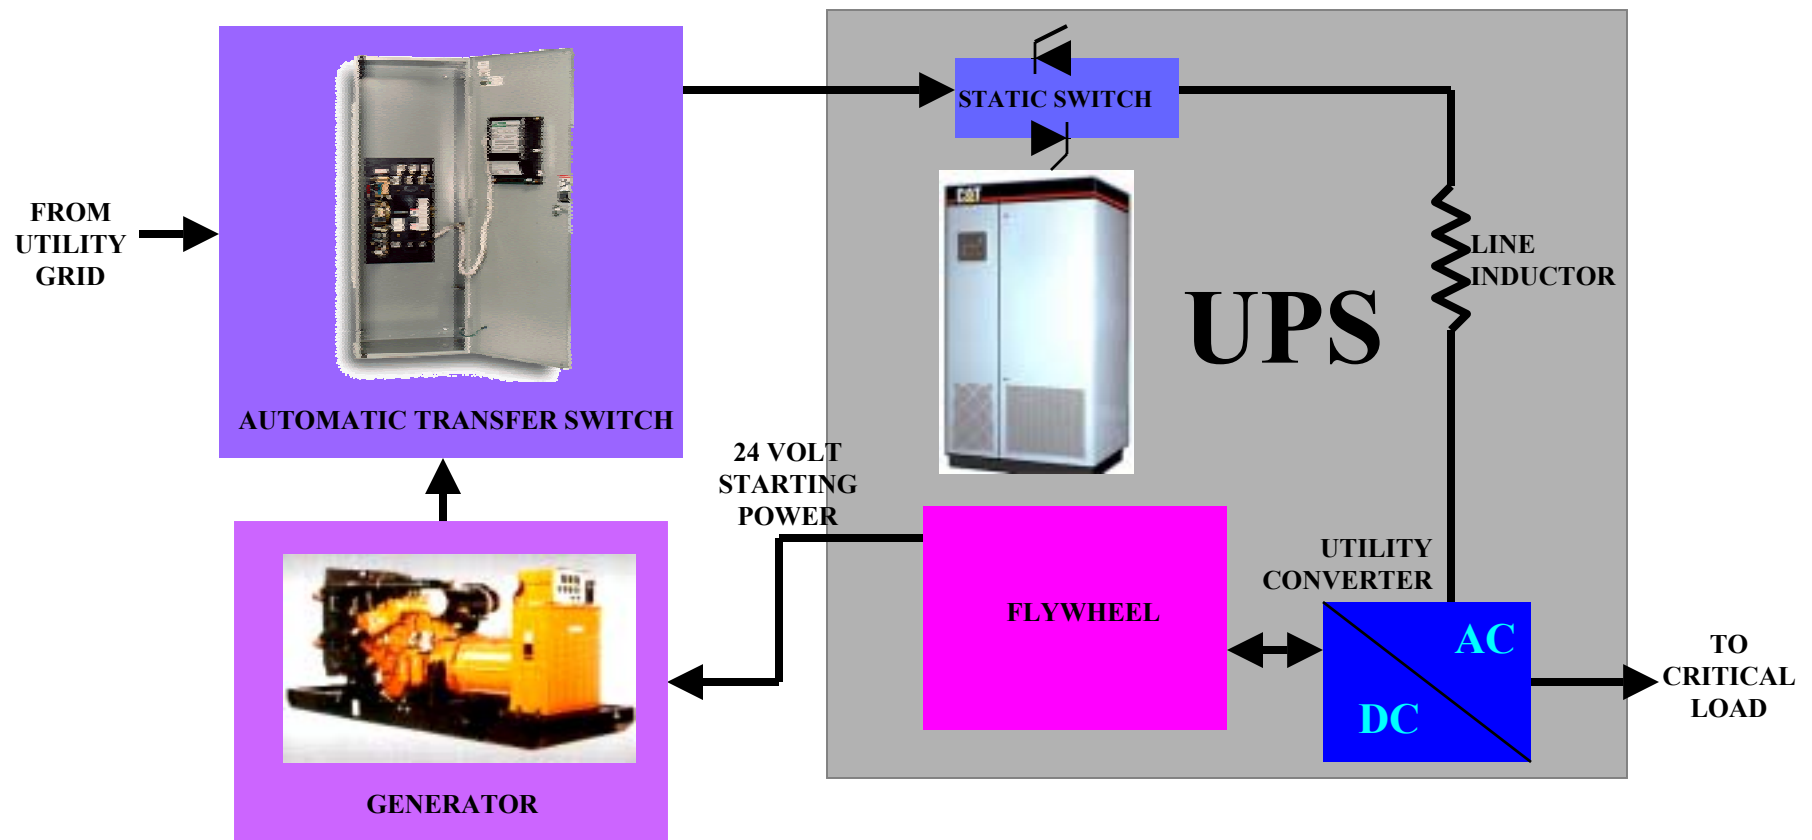 STATIC SWITCH
CAT
FROM
UTILITY
GRID
LINE
INDUCTOR
UPS
AUTOMATIC TRANSFER SWITCH
24 VOLT
STARTING
POWER
UTILITY
CONVERTER
FLYWHEEL
AC
DC
TO
CRITICAL
LOAD
GENERATOR